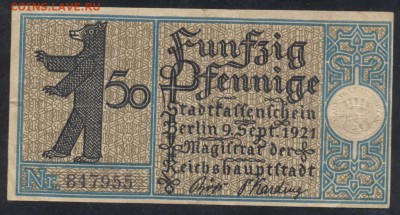 COINS.LAVE.RU
Funfzig
50 Pfennige
Stadtkassenschein
Berlin 9. Sept. 1921
Magistrat der
Reichshauptstadt
Nr. 847955